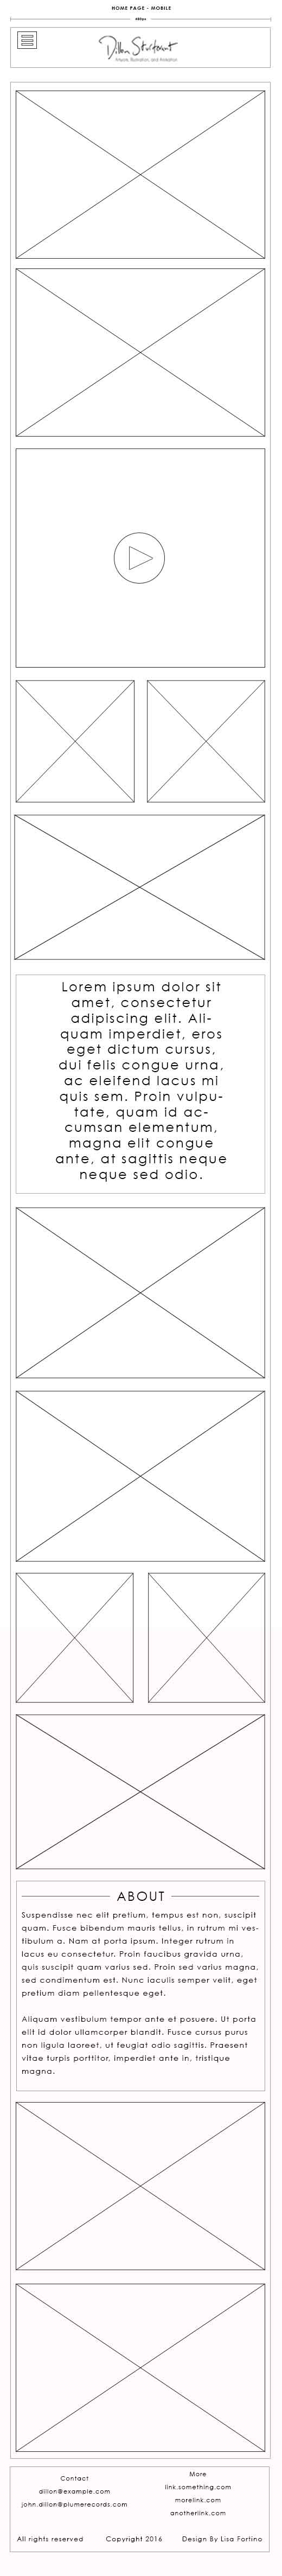 HOME PAGE - MOBILE
480px
Dillon Sturtevant
Lorem ipsum dolor sit
amet, consectetur
adipiscing elit. Ali-
quam imperdiet, eros
eget dictum cursus,
dui felis congue urna,
ac eleifend lacus mi
quis sem. Proin vulpu-
tate, quam id ac-
cumsan elementum,
magna elit congue
ante, at sagittis neque
neque sed odio.
ABOUT
Suspendisse nec elit pretium, tempus est non, suscipit
quam. Fusce bibendum mauris tellus, in rutrum mi ves-
tibulum a. Nam at porta ipsum. Integer rutrum in
lacus eu consectetur. Proin faucibus gravida urna,
quis suscipit quam varius sed. Proin sed varius magna,
sed condimentum est. Nunc iaculis semper velit, eget
pretium diam pellentesque eget.
Aliquam vestibulum tempor ante et posuere. Ut porta
elit id dolor ullamcorper blandit. Fusce cursus purus
non ligula laoreet, ut feugiat odio sagittis. Praesent
vitae turpis porttitor, imperdiet ante in, tristique
magna.
Contact
dillon@example.com
john.dillon@plumerecords.com
More
link.something.com
morelink.com
anotherlink.com
All rights reserved Copyright 2016 Design By Lisa Fortino